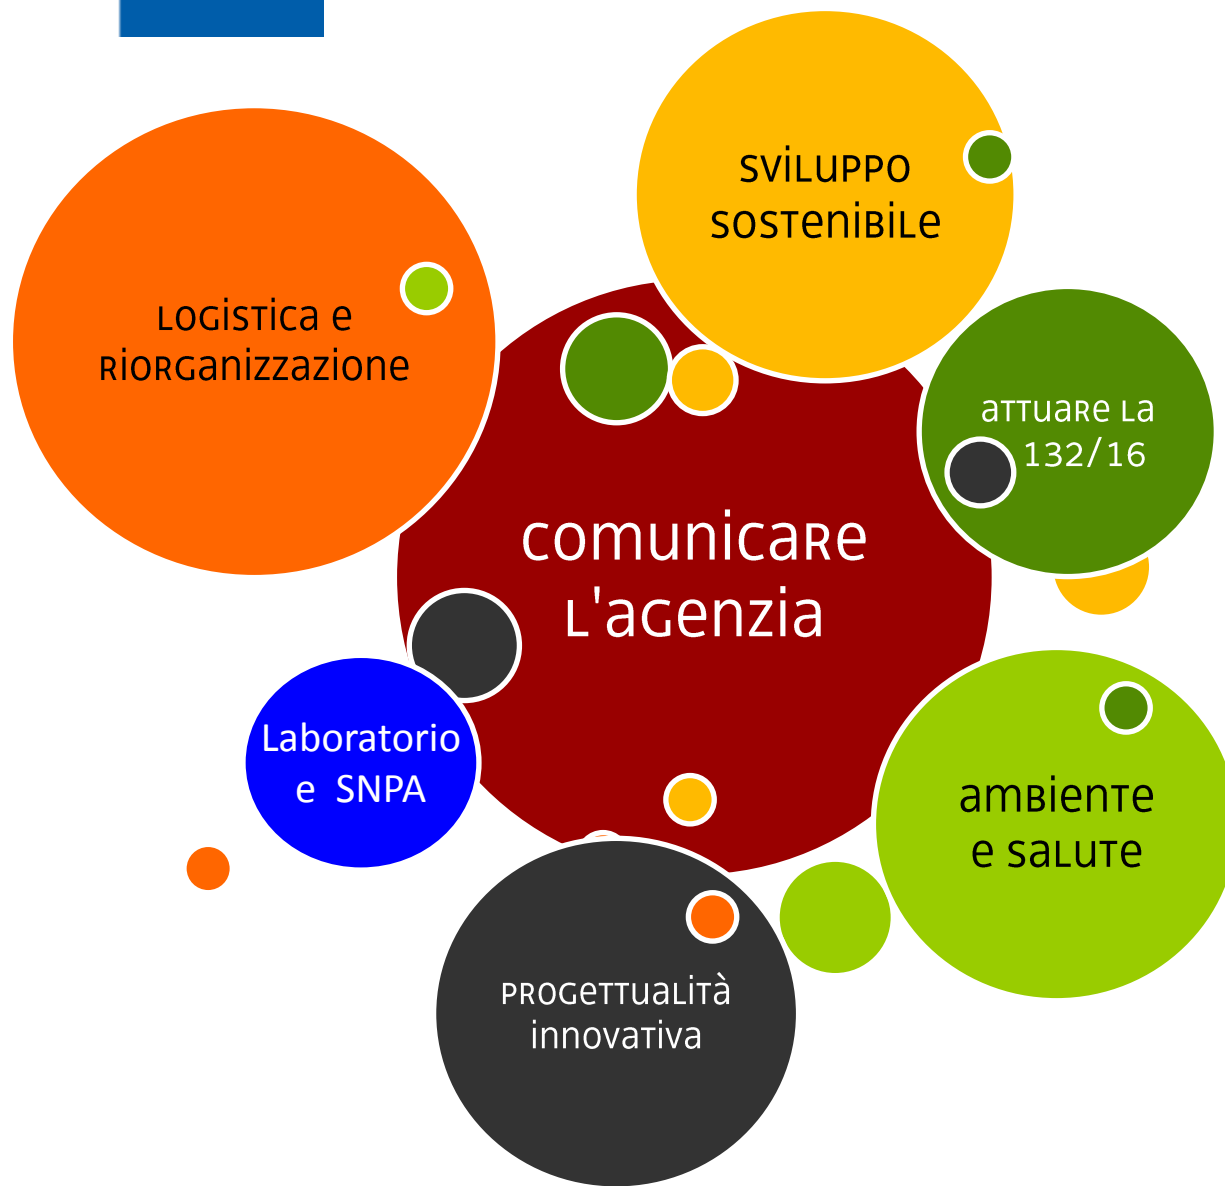 sviluppo
sostenibile
logistica e
riorganizzazione
attuare la
132/16
comunicare
l'agenzia
Laboratorio
e SNPA
ambiente
e salute
progettualità
innovativa